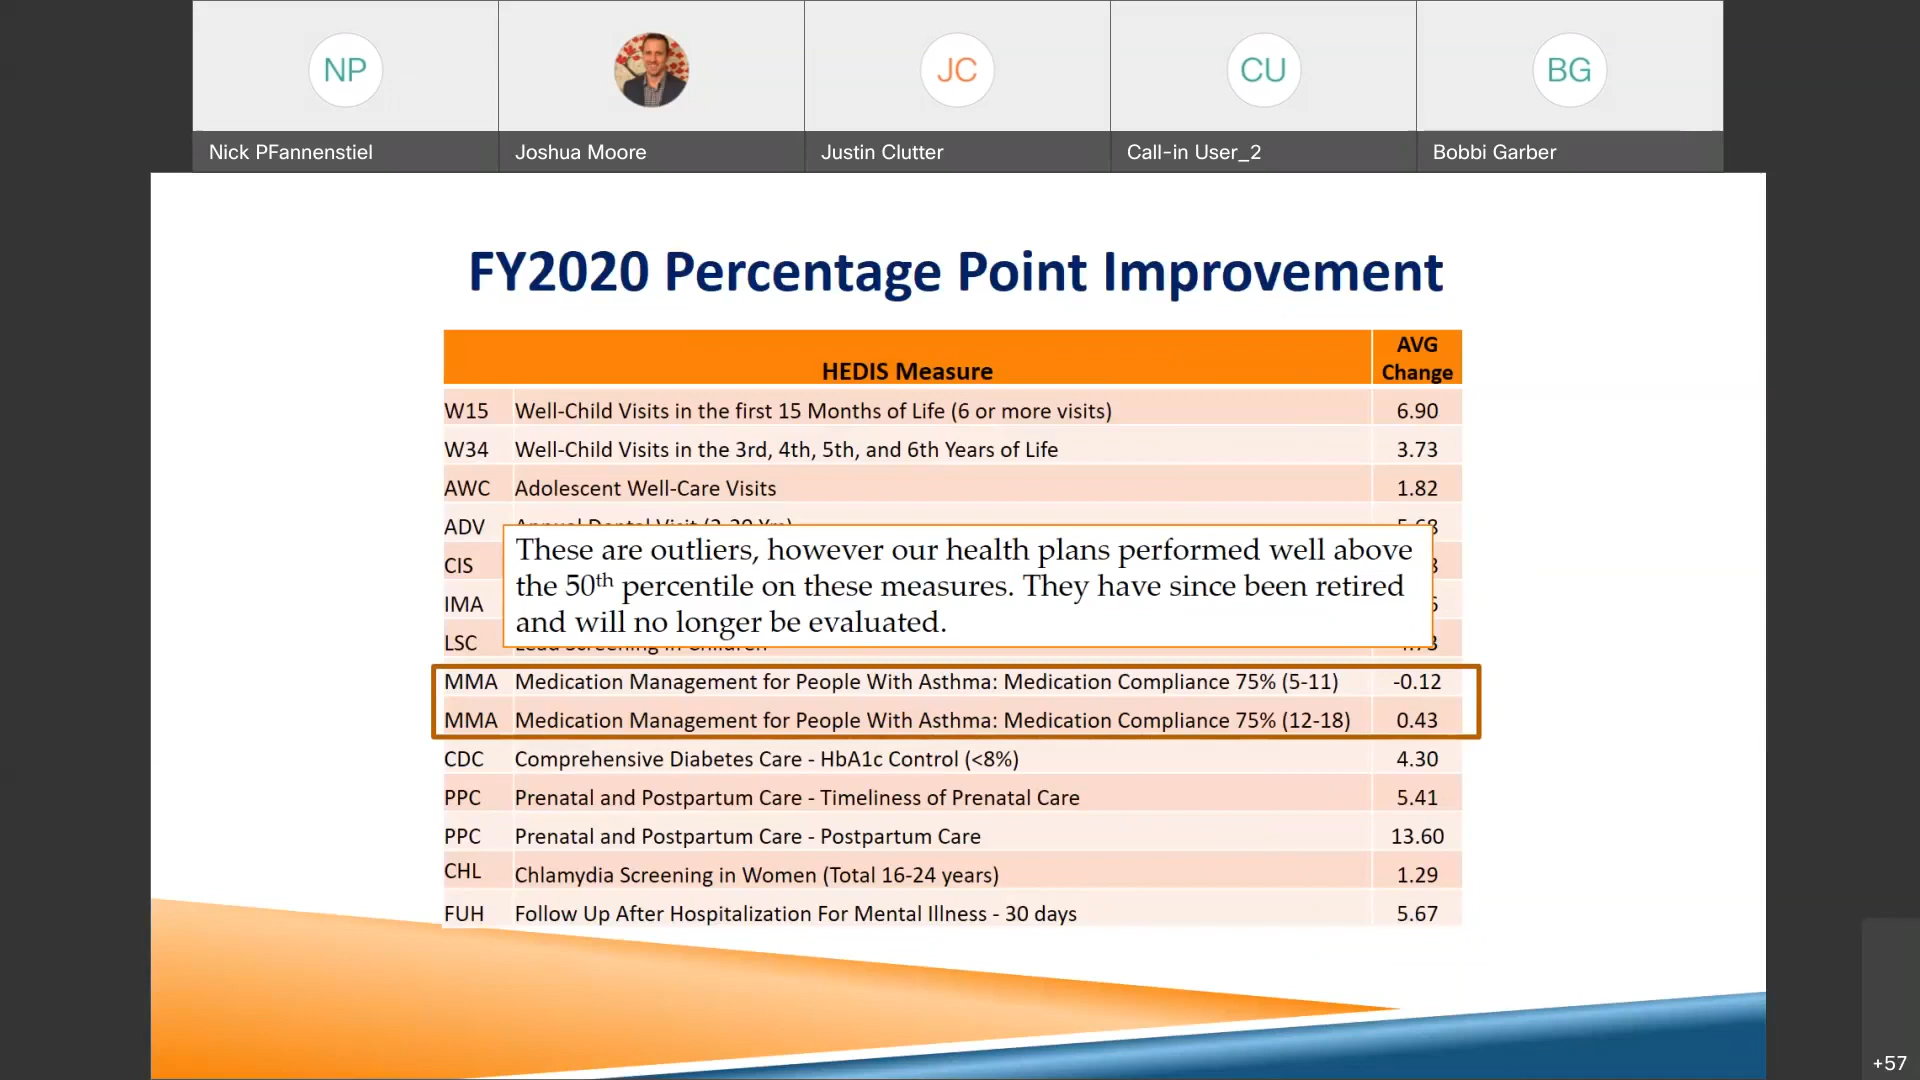 NP
JC
CU
BG
Nick PFannenstiel
Joshua Moore
Justin Clutter
Call-in User_2
Bobbi Garber
FY2020 Percentage Point Improvement
HEDIS Measure
AVG
Change
W15 Well-Child Visits in the first 15 Months of Life (6 or more visits) 6.90
W34 Well-Child Visits in the 3rd, 4th, 5th, and 6th Years of Life 3.73
AWC Adolescent Well-Care Visits 1.82
ADV
These are outliers, however our health plans performed well above
CIS
the 50th percentile on these measures. They have since been retired
IMA
and will no longer be evaluated.
LSC
MMA Medication Management for People With Asthma: Medication Compliance 75% (5-11) -0.12
MMA Medication Management for People With Asthma: Medication Compliance 75% (12-18) 0.43
CDC Comprehensive Diabetes Care - HbA1c Control (<8%) 4.30
PPC Prenatal and Postpartum Care - Timeliness of Prenatal Care 5.41
PPC Prenatal and Postpartum Care - Postpartum Care 13.60
CHL Chlamydia Screening in Women (Total 16-24 years) 1.29
FUH Follow Up After Hospitalization For Mental Illness - 30 days 5.67
+57